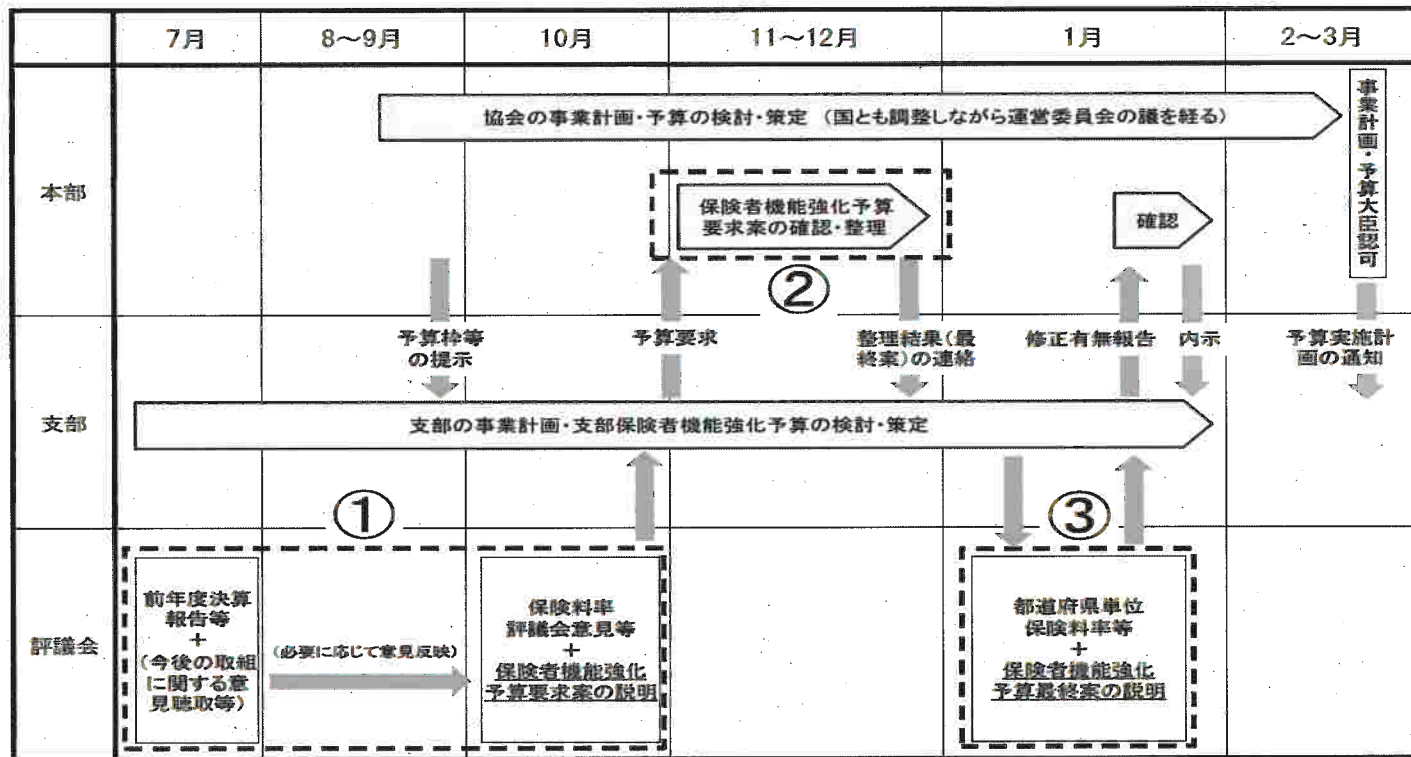 7月
8～9月
10月
11～12月
1月
2～3月
本部
協会の事業計画・予算の検討・策定 （国とも調整しながら運営委員会の議を経る）
保険者機能強化予算
要求案の確認・整理
確認
事業計画・予算大臣認可
②
予算枠等
の提示
予算要求
整理結果（最
終案）の連絡
修正有無報告
内示
予算実施計
画の通知
支部
支部の事業計画・支部保険者機能強化予算の検討・策定
①
③
評議会
前年度決算
報告等
＋
（今後の取組
に関する意
見聴取等）
（必要に応じて意見反映）
保険料率
評議会意見等
＋
保険者機能強化
予算要求案の説明
都道府県単位
保険料率等
＋
保険者機能強化
予算最終案の説明